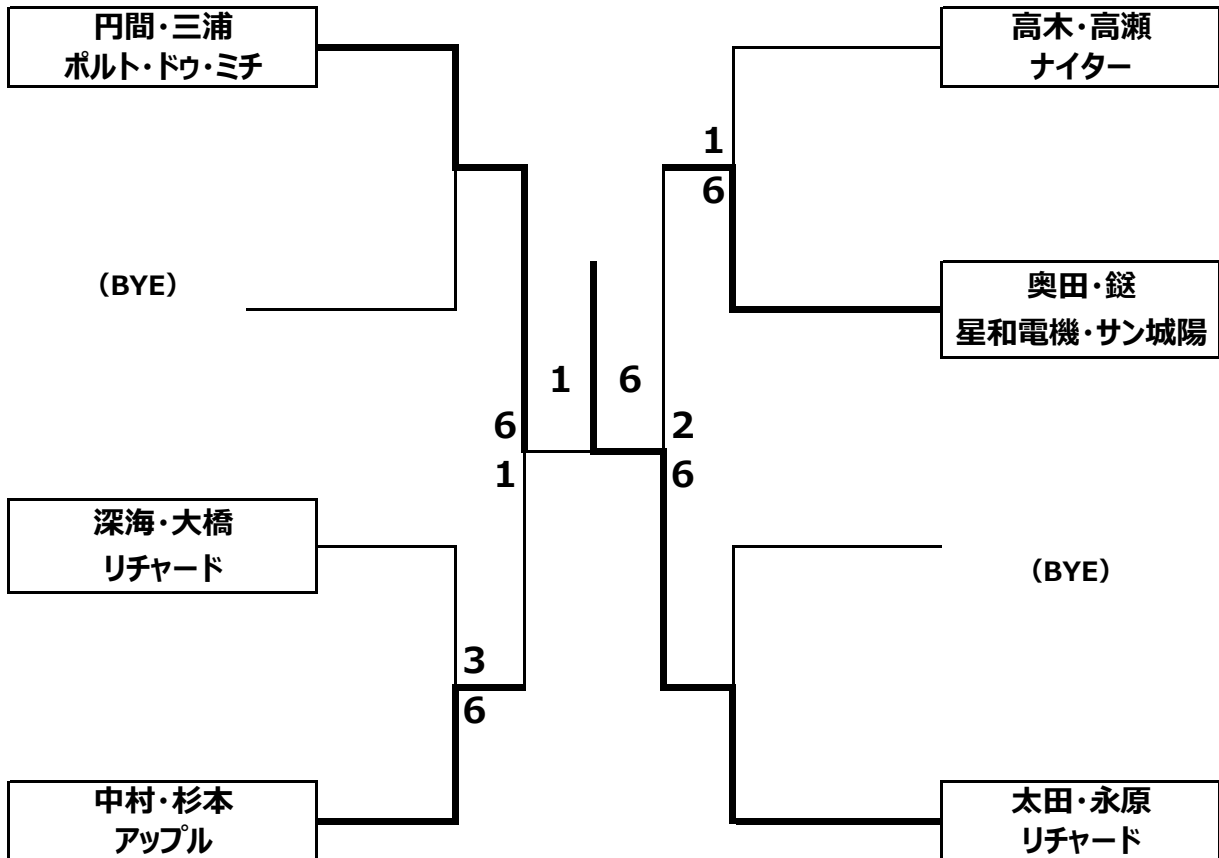 円間・三浦
ポルト・ドゥ・ミチ
高木・高瀬
ナイター
1
6
（BYE）
奥田・鎹
星和電機・サン城陽
1
6
6
1
2
6
深海・大橋
リチャード
（BYE）
3
6
中村・杉本
アップル
太田・永原
リチャード